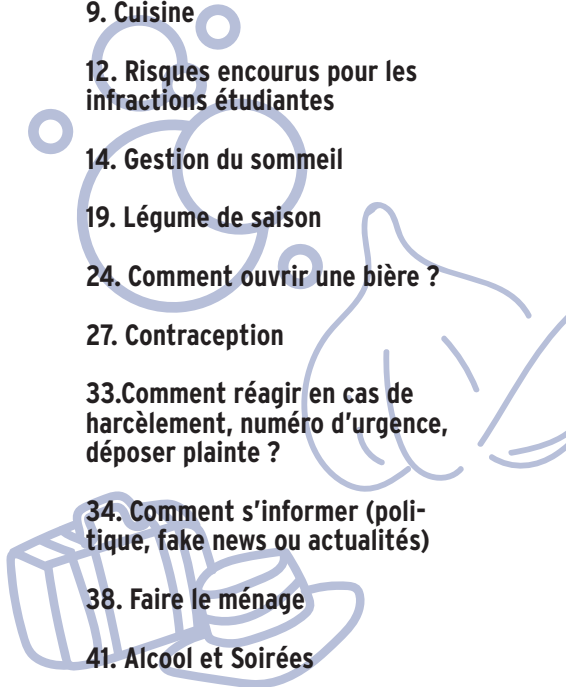 9. Cuisine
12. Risques encourus pour les
infractions étudiantes
14. Gestion du sommeil
19. Légume de saison
24. Comment ouvrir une bière ?
27. Contraception
33.Comment réagir en cas de
harcèlement, numéro d'urgence,
déposer plainte ?
34. Comment s'informer (poli-
tique, fake news ou actualités)
38. Faire le ménage
41. Alcool et Soirées